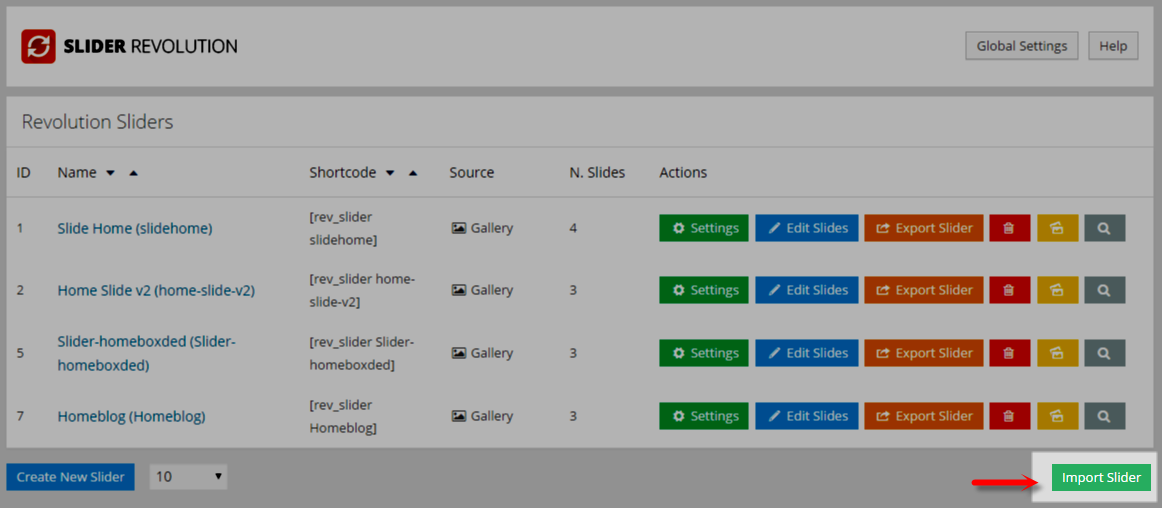 SLIDER REVOLUTION
Global Settings
Help
Revolution Sliders
ID Name Shortcode Source N. Slides Actions
1 Slide Home (slidehome) [rev_slider slidehome] Gallery 4 Settings Edit Slides Export Slider
2 Home Slide v2 (home-slide-v2) [rev_slider home-slide-v2] Gallery 3 Settings Edit Slides Export Slider
5 Slider-homeboxded (Slider-homeboxded) [rev_slider Slider-homeboxded] Gallery 3 Settings Edit Slides Export Slider
7 Homeblog (Homeblog) [rev_slider Homeblog] Gallery 3 Settings Edit Slides Export Slider
Create New Slider 10 Import Slider